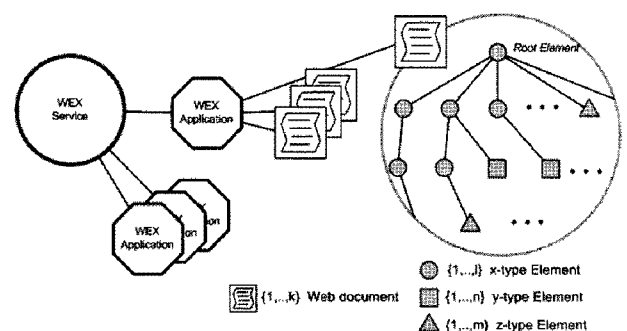 Root Element
WEX
Service
WEX
Application
WEX
Application
{1,..,k} Web document
{1,..,l} x-type Element
{1,..,n} y-type Element
{1,..,m} z-type Element